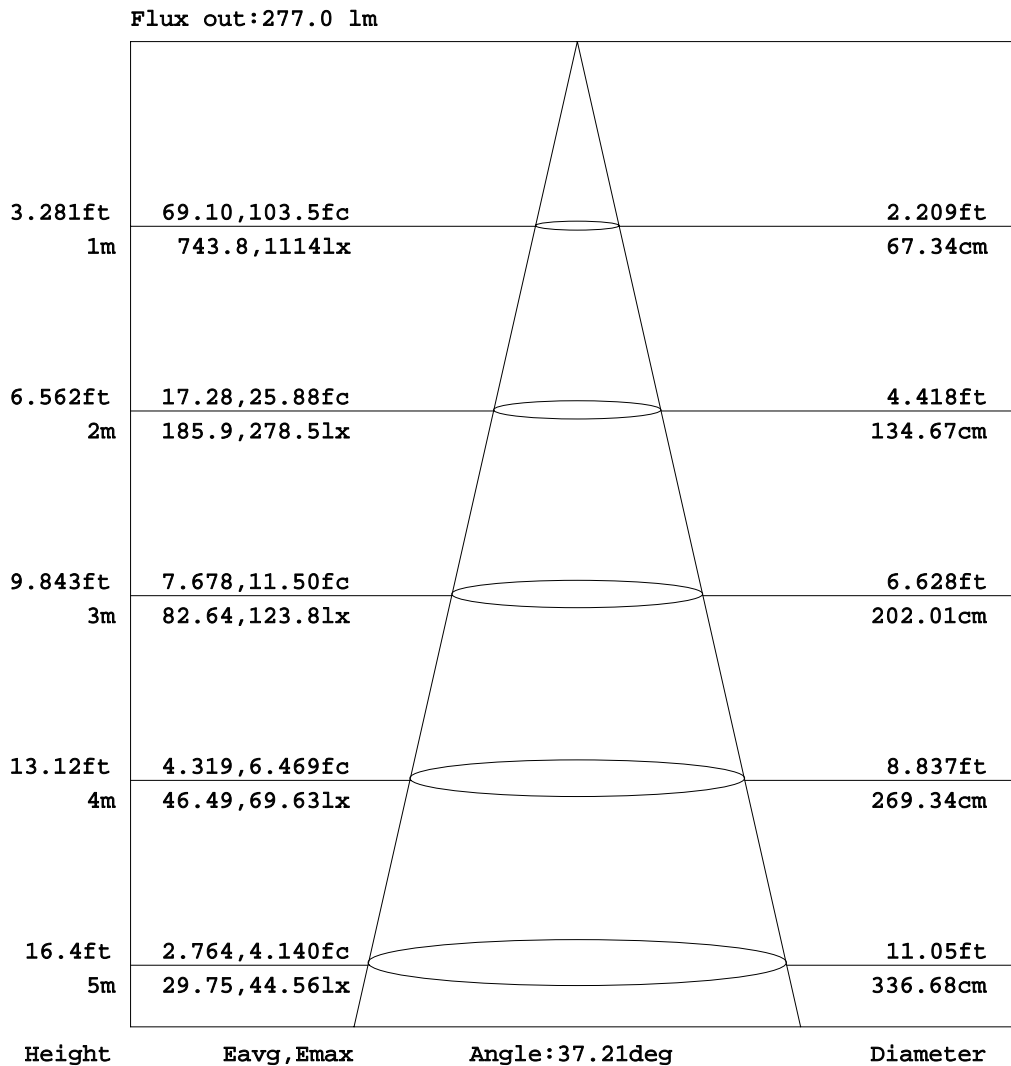 Flux out:277.0 lm
3.281ft 69.10,103.5fc 2.209ft
1m 743.8,1114lx 67.34cm
6.562ft 17.28,25.88fc 4.418ft
2m 185.9,278.5lx 134.67cm
9.843ft 7.678,11.50fc 6.628ft
3m 82.64,123.8lx 202.01cm
13.12ft 4.319,6.469fc 8.837ft
4m 46.49,69.63lx 269.34cm
16.4ft 2.764,4.140fc 11.05ft
5m 29.75,44.56lx 336.68cm
Height Eavg,Emax Angle:37.21deg Diameter